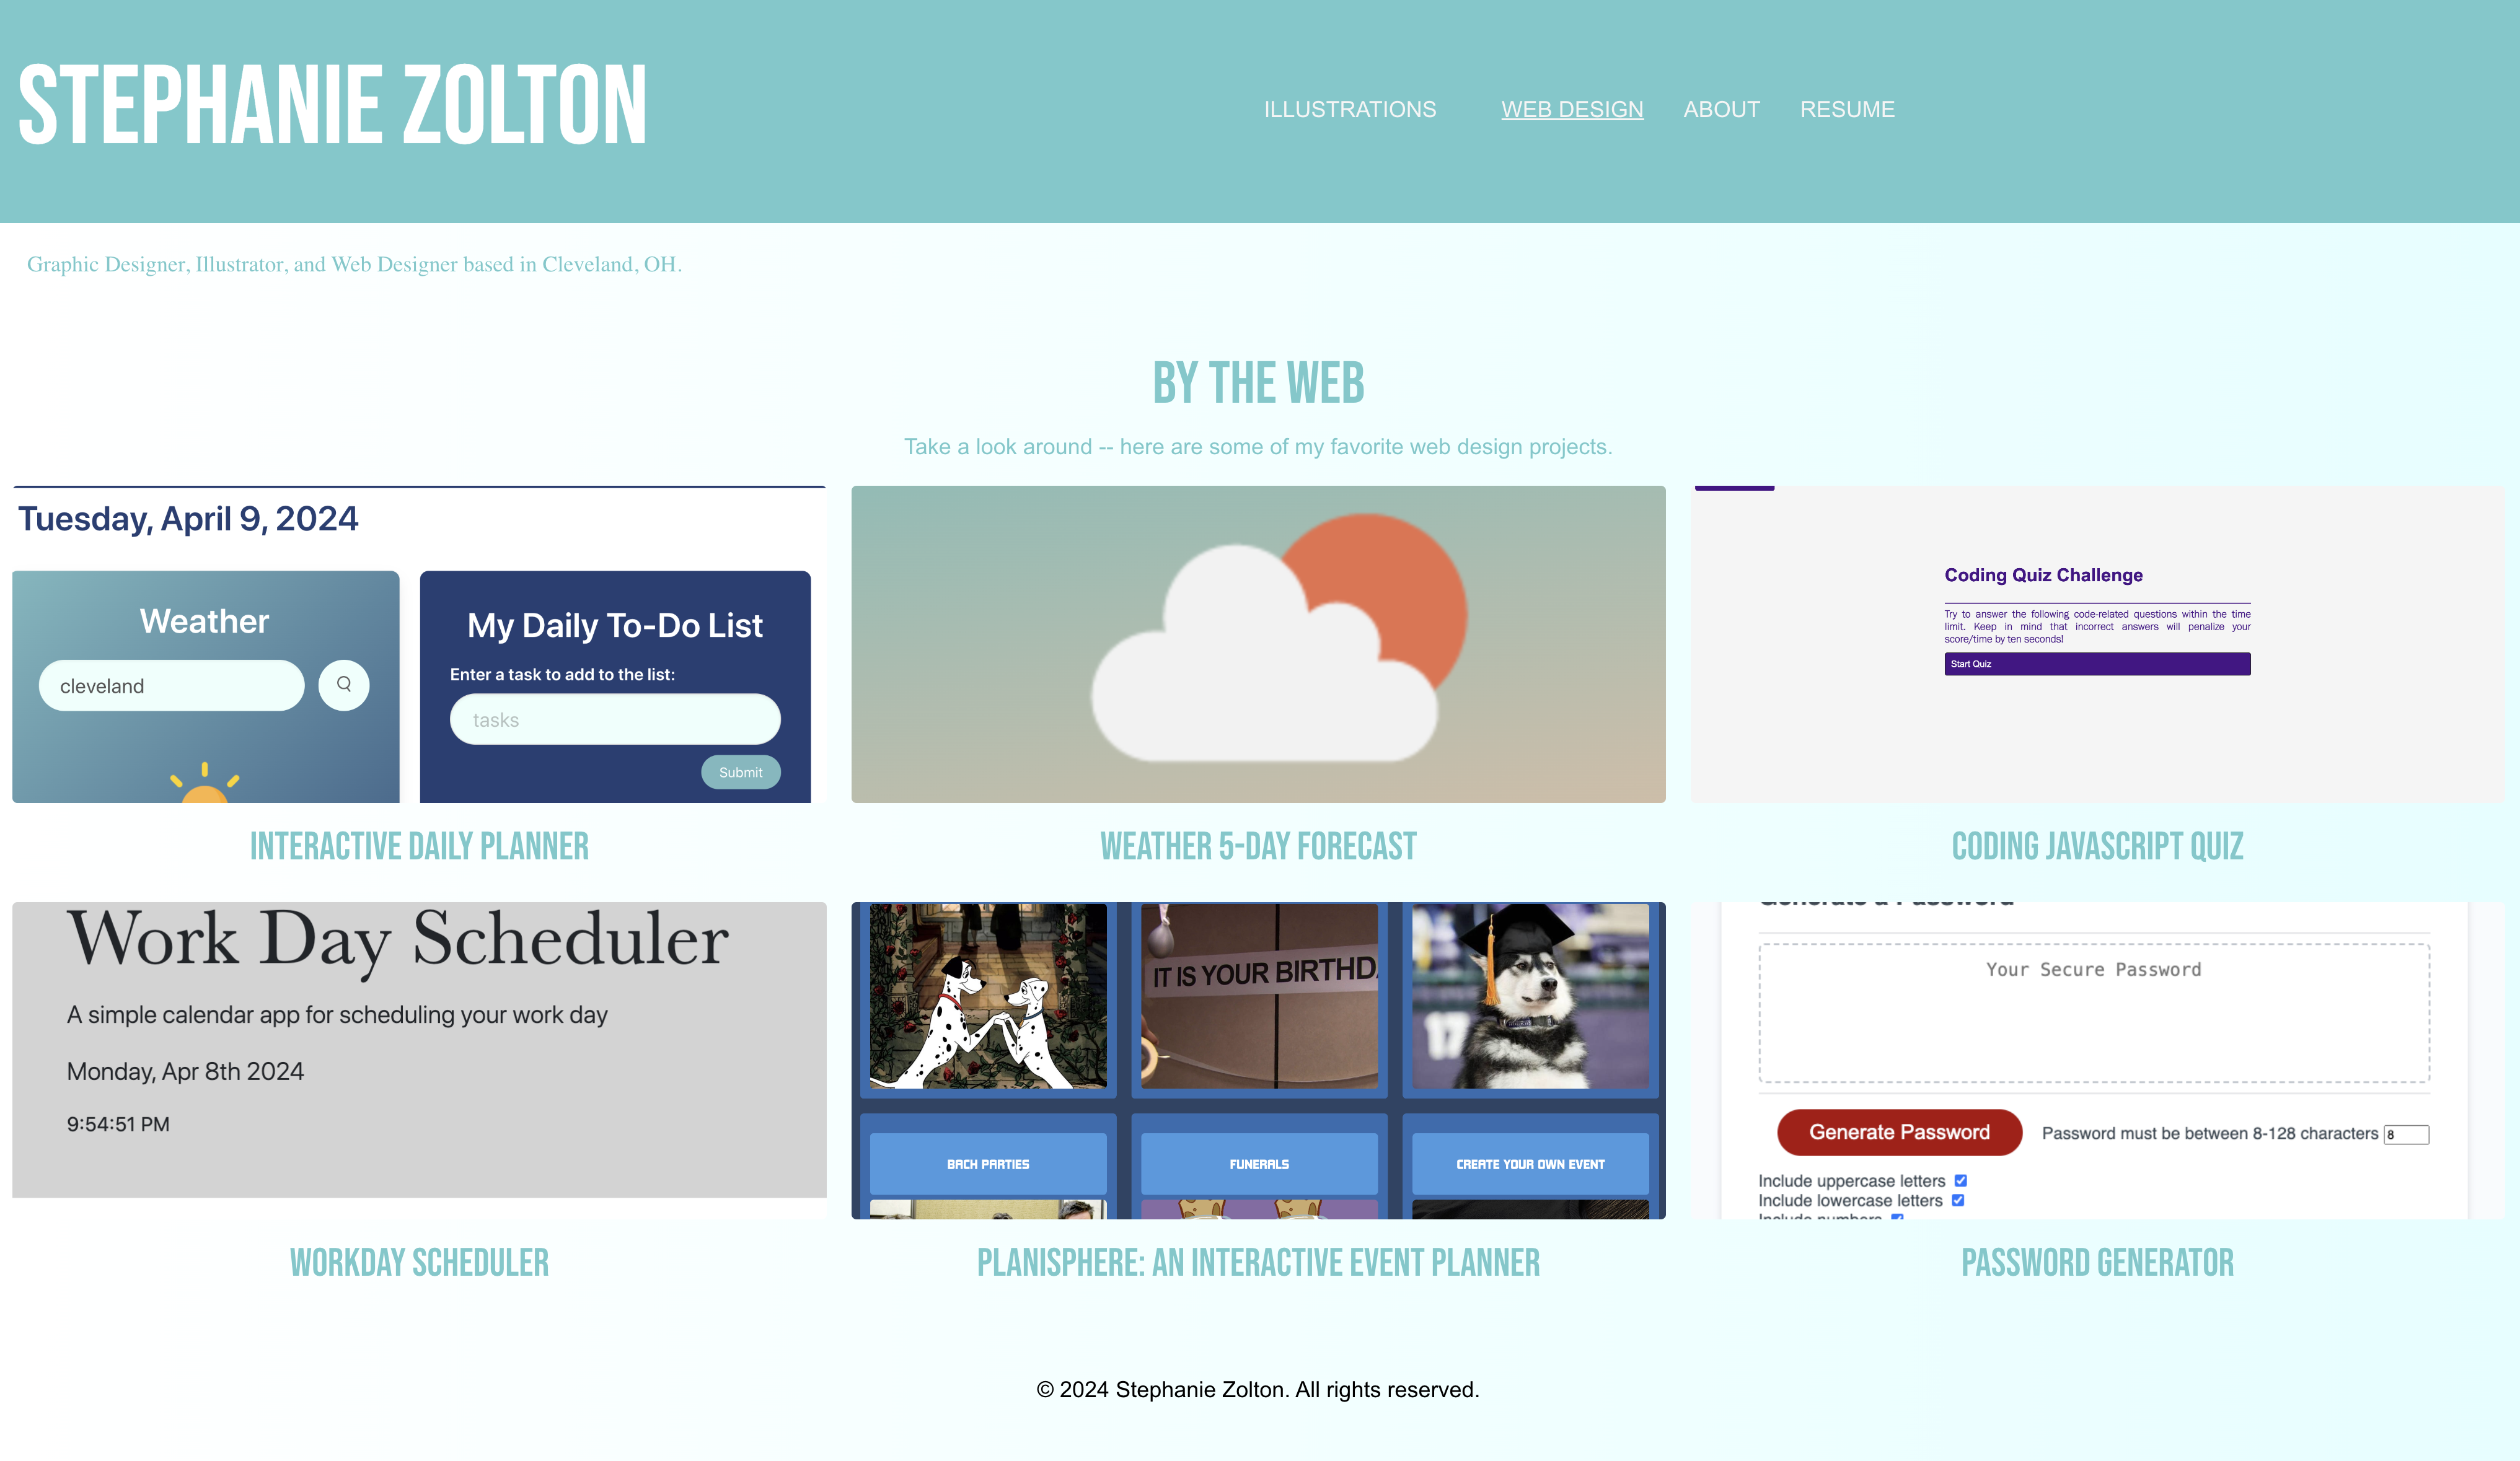 STEPHANIE ZOLTON
ILLUSTRATIONS WEB DESIGN ABOUT RESUME
Graphic Designer, Illustrator, and Web Designer based in Cleveland, OH.
BY THE WEB
Take a look around -- here are some of my favorite web design projects.
Tuesday, April 9, 2024
Weather
cleveland
My Daily To-Do List
Enter a task to add to the list:
tasks
Submit
Coding Quiz Challenge
Try to answer the following code-related questions within the time
limit. Keep in mind that incorrect answers will penalize your
score/time by ten seconds!
Start Quiz
INTERACTIVE DAILY PLANNER
WEATHER 5-DAY FORECAST
CODING JAVASCRIPT QUIZ
Work Day Scheduler
A simple calendar app for scheduling your work day
Monday, Apr 8th 2024
9:54:51 PM
IT IS YOUR BIRTHDA
17
BACH PARTIES
FUNERALS
CREATE YOUR OWN EVENT
Generate a Password
Your Secure Password
Generate Password
Password must be between 8-128 characters 8
Include uppercase letters
Include lowercase letters
Include numbers
WORKDAY SCHEDULER
PLANISPHERE: AN INTERACTIVE EVENT PLANNER
PASSWORD GENERATOR
© 2024 Stephanie Zolton. All rights reserved.